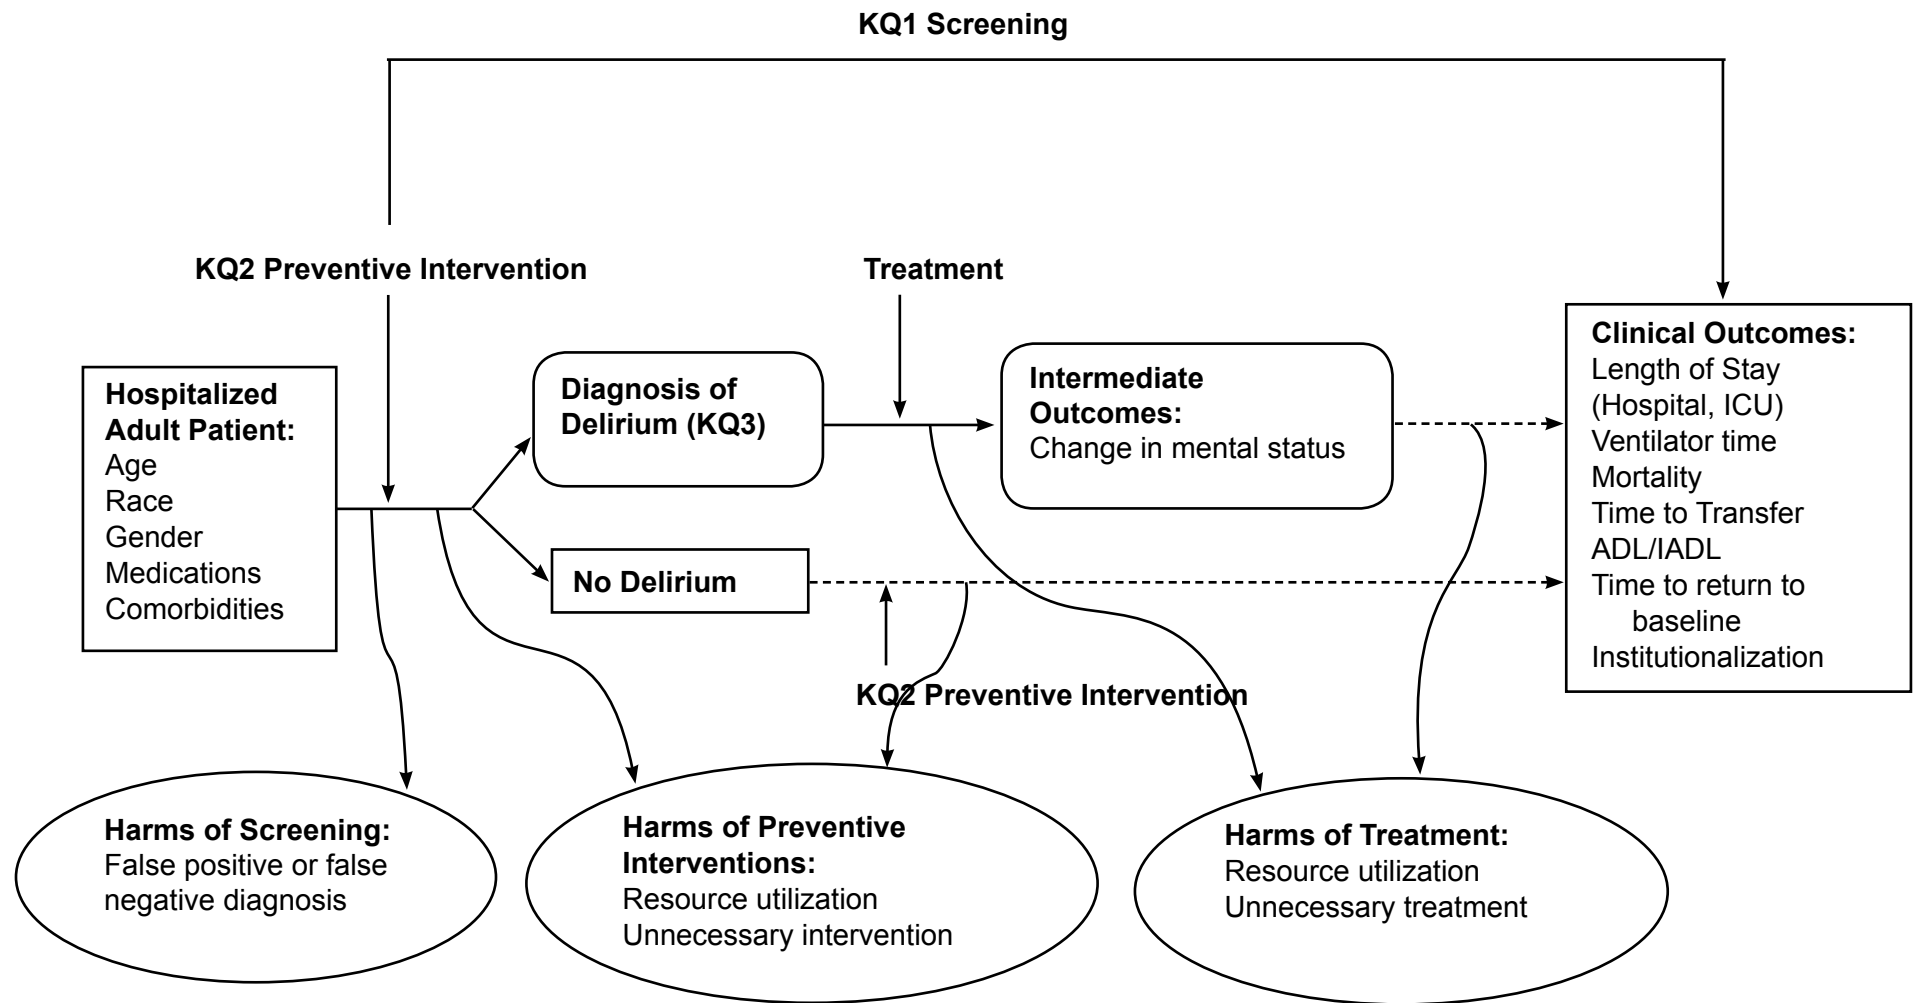 KQ1 Screening
KQ2 Preventive Intervention
Treatment
Hospitalized
Adult Patient:
Age
Race
Gender
Medications
Comorbidities
Diagnosis of
Delirium (KQ3)
No Delirium
Intermediate
Outcomes:
Change in mental status
Clinical Outcomes:
Length of Stay
(Hospital, ICU)
Ventilator time
Mortality
Time to Transfer
ADL/IADL
Time to return to
baseline
Institutionalization
KQ2 Preventive Intervention
Harms of Screening:
False positive or false
negative diagnosis
Harms of Preventive
Interventions:
Resource utilization
Unnecessary intervention
Harms of Treatment:
Resource utilization
Unnecessary treatment